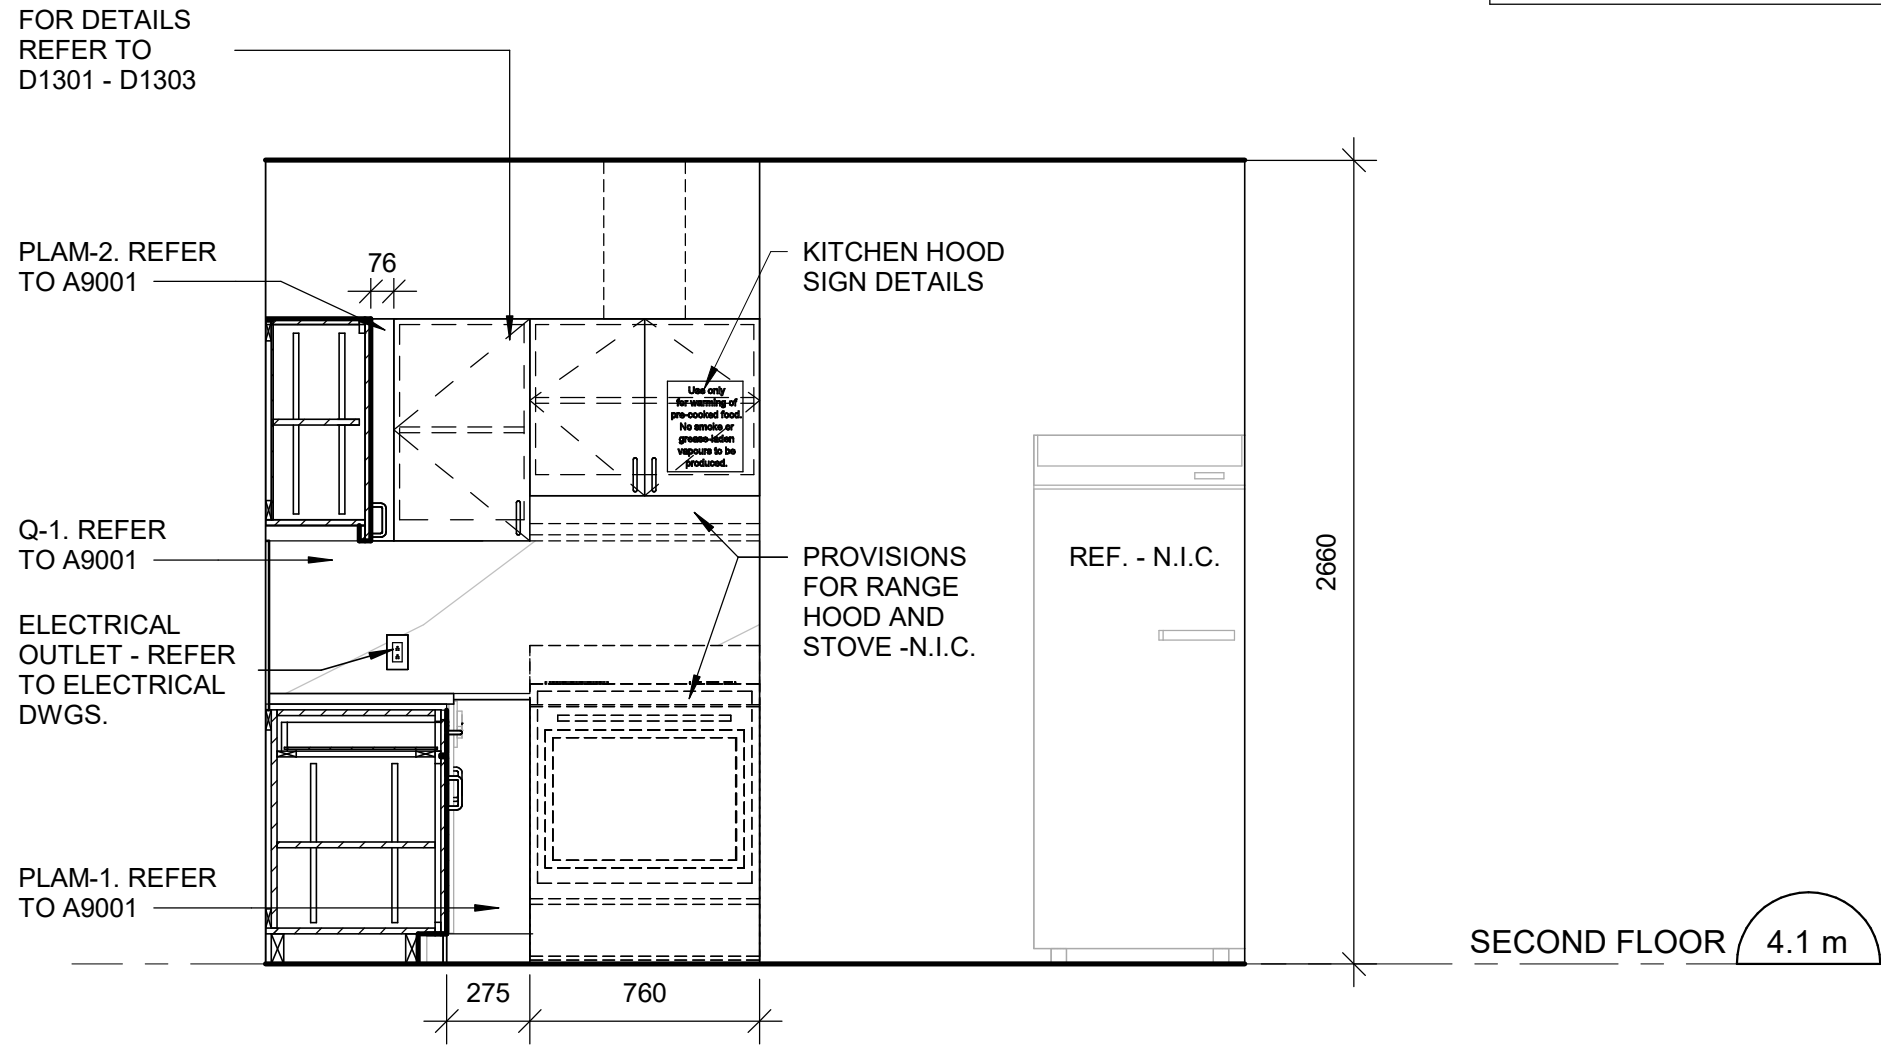 FOR DETAILS
REFER TO
D1301 - D1303
PLAM-2. REFER
TO A9001
76
KITCHEN HOOD
SIGN DETAILS
Use only
for warming of
pre-cooked food.
No smoke or
grease-laden
vapours to be
produced.
Q-1. REFER
TO A9001
PROVISIONS
FOR RANGE
HOOD AND
STOVE -N.I.C.
REF. - N.I.C.
2660
ELECTRICAL
OUTLET - REFER
TO ELECTRICAL
DWGS.
PLAM-1. REFER
TO A9001
SECOND FLOOR
4.1 m
275
760